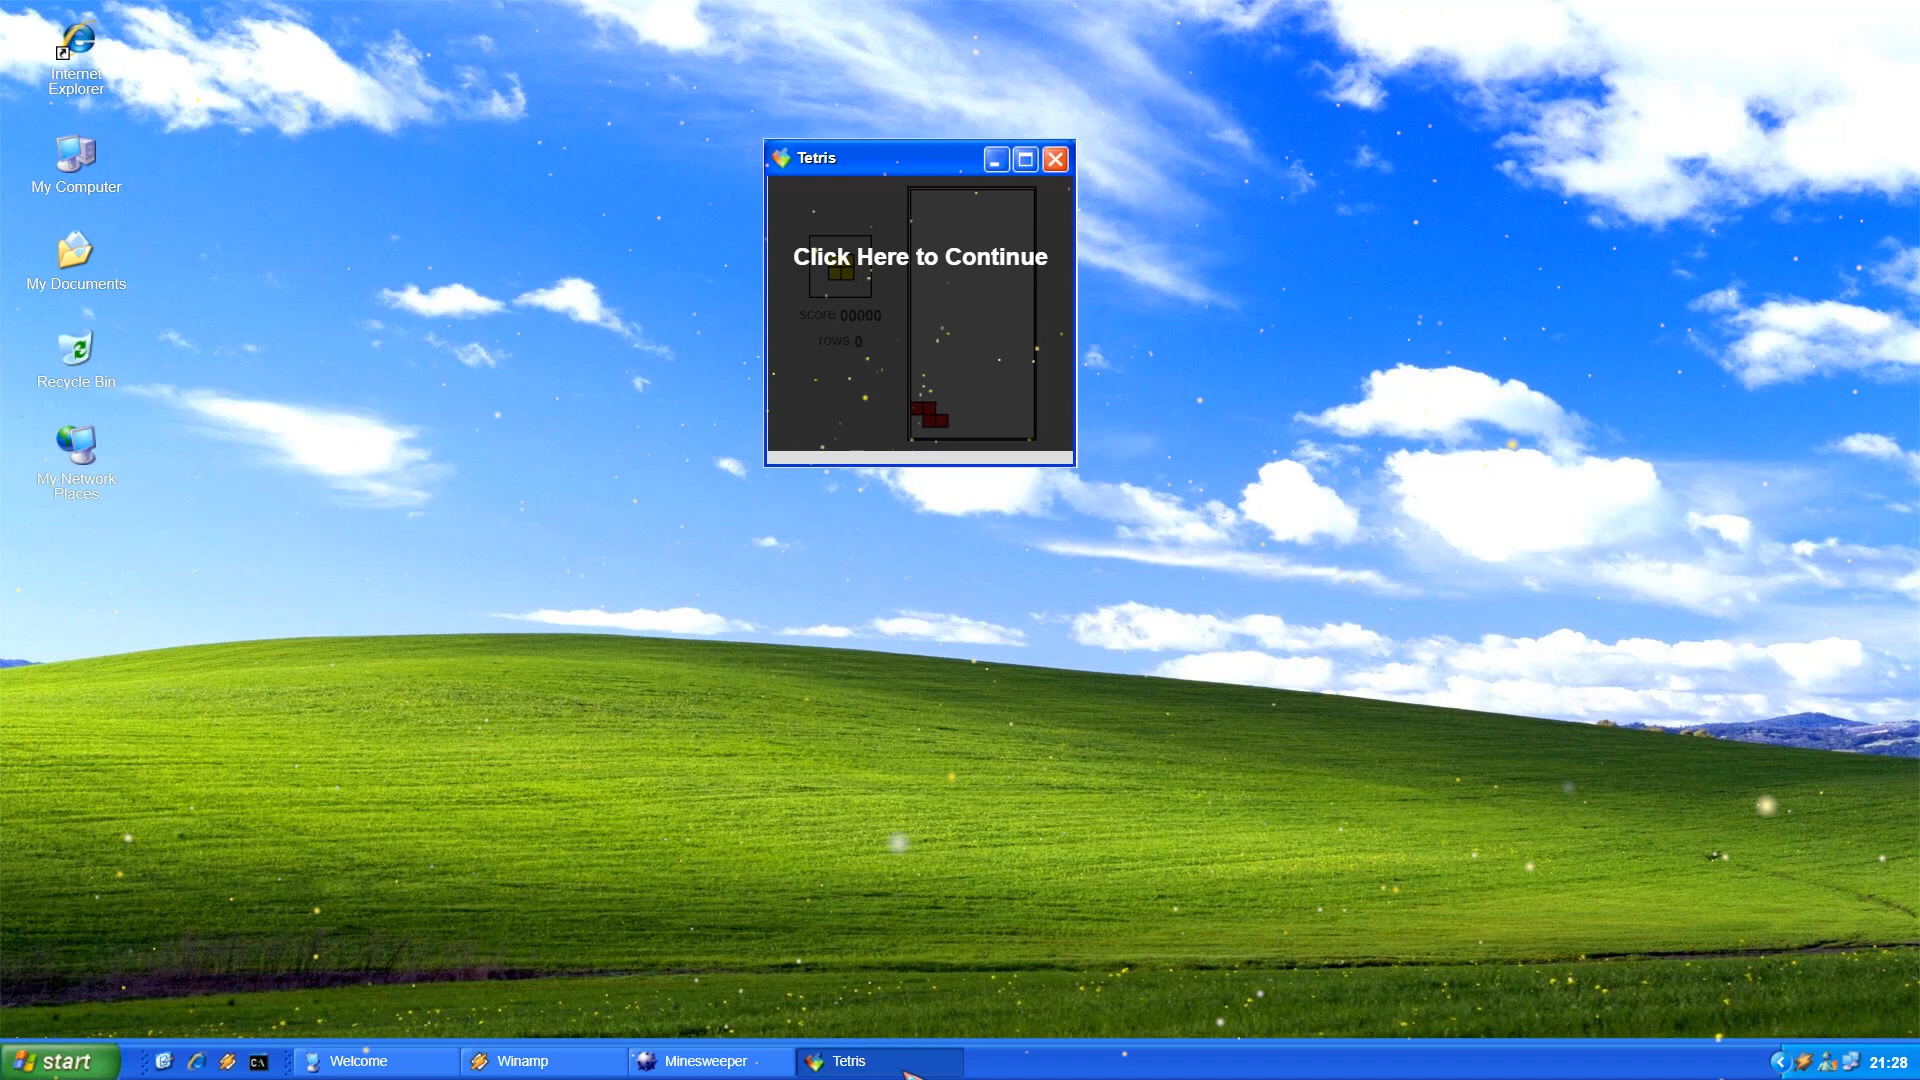 Internet
Explorer
My Computer
My Documents
Recycle Bin
My Network
Places
Tetris
Click Here to Continue
score 00000
rows 0
start
C:\
Welcome
Winamp
Minesweeper
Tetris
21:28